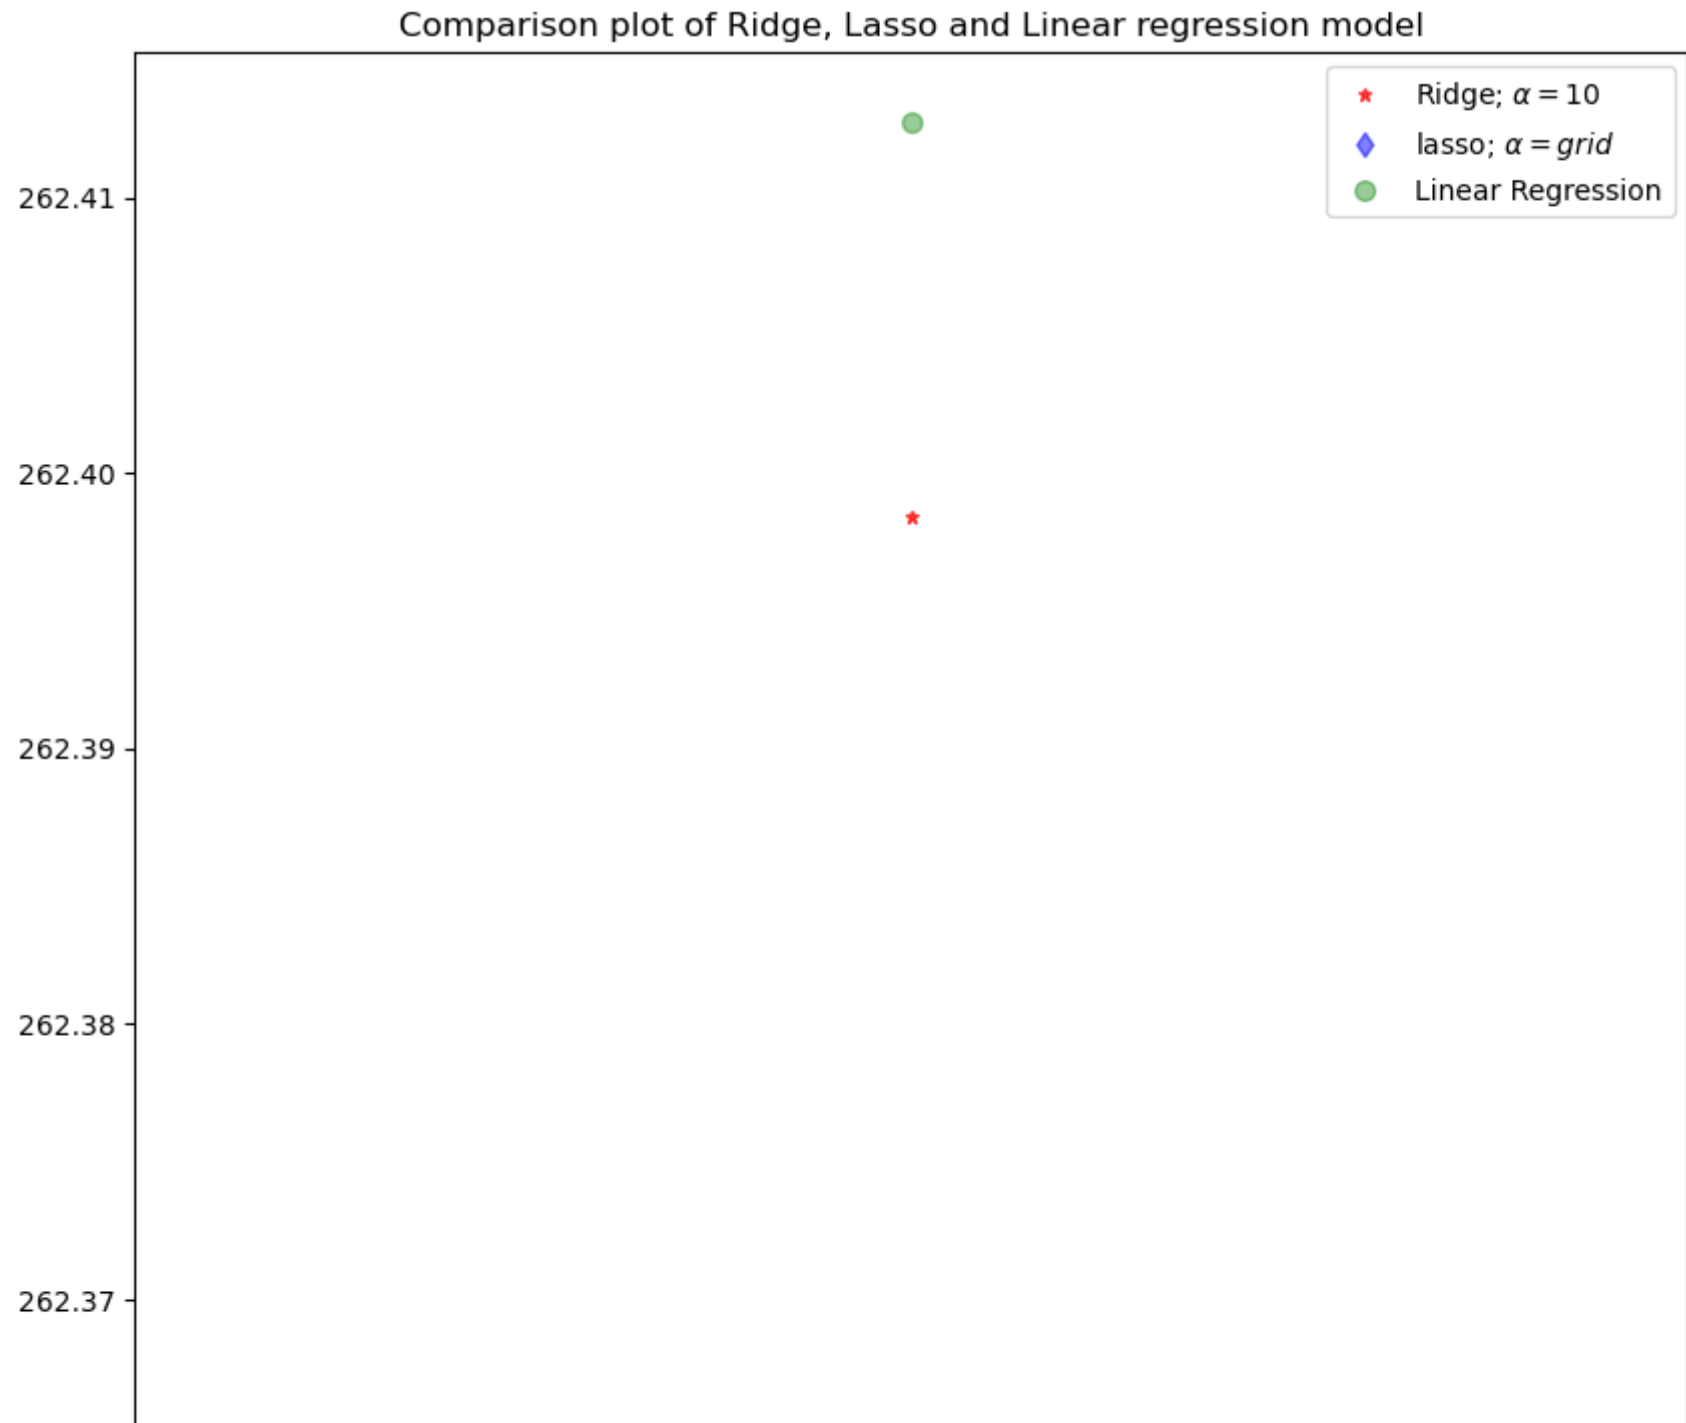 Comparison plot of Ridge, Lasso and Linear regression model
Ridge; α = 10
lasso; α = grid
Linear Regression
262.41
262.40
262.39
262.38
262.37